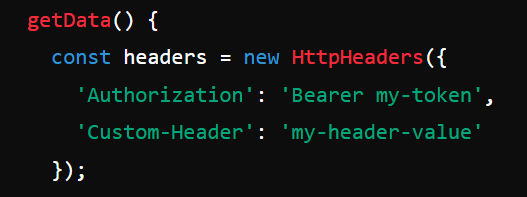 getData() {
const headers = new HttpHeaders({
'Authorization': 'Bearer my-token',
'Custom-Header': 'my-header-value'
});